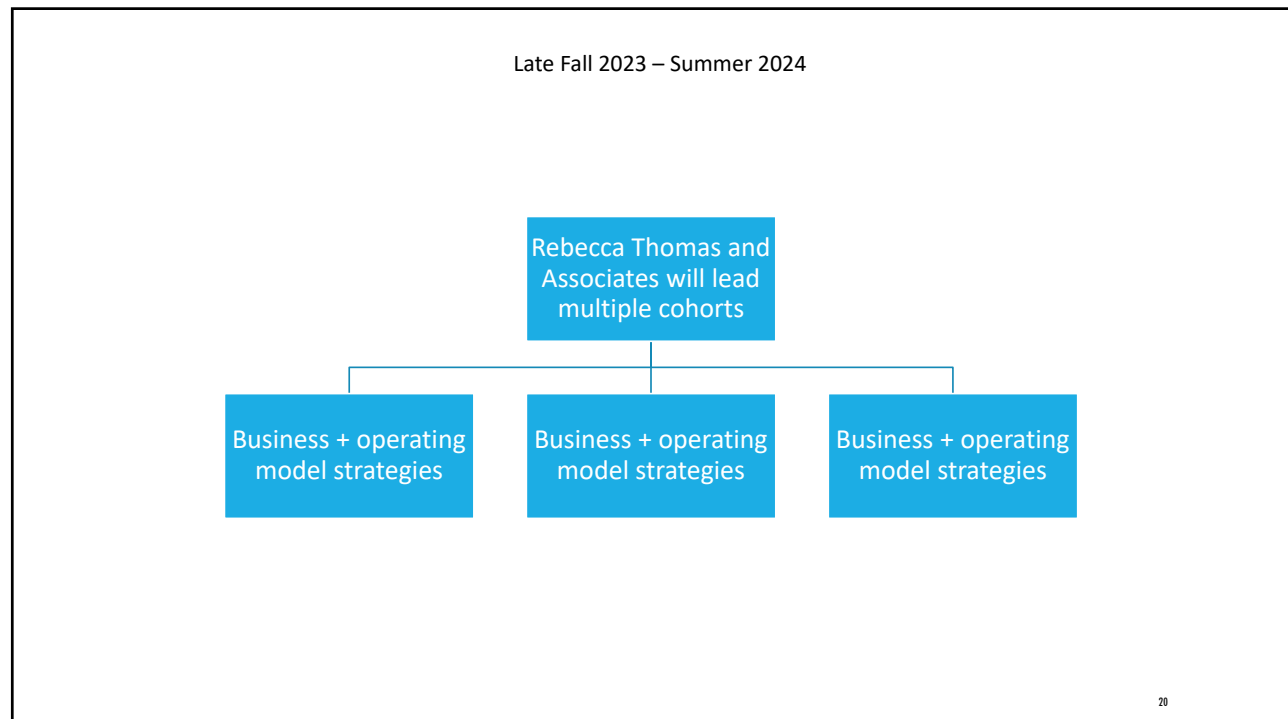 Late Fall 2023 – Summer 2024
Rebecca Thomas and
Associates will lead
multiple cohorts
Business + operating
model strategies
Business + operating
model strategies
Business + operating
model strategies
20